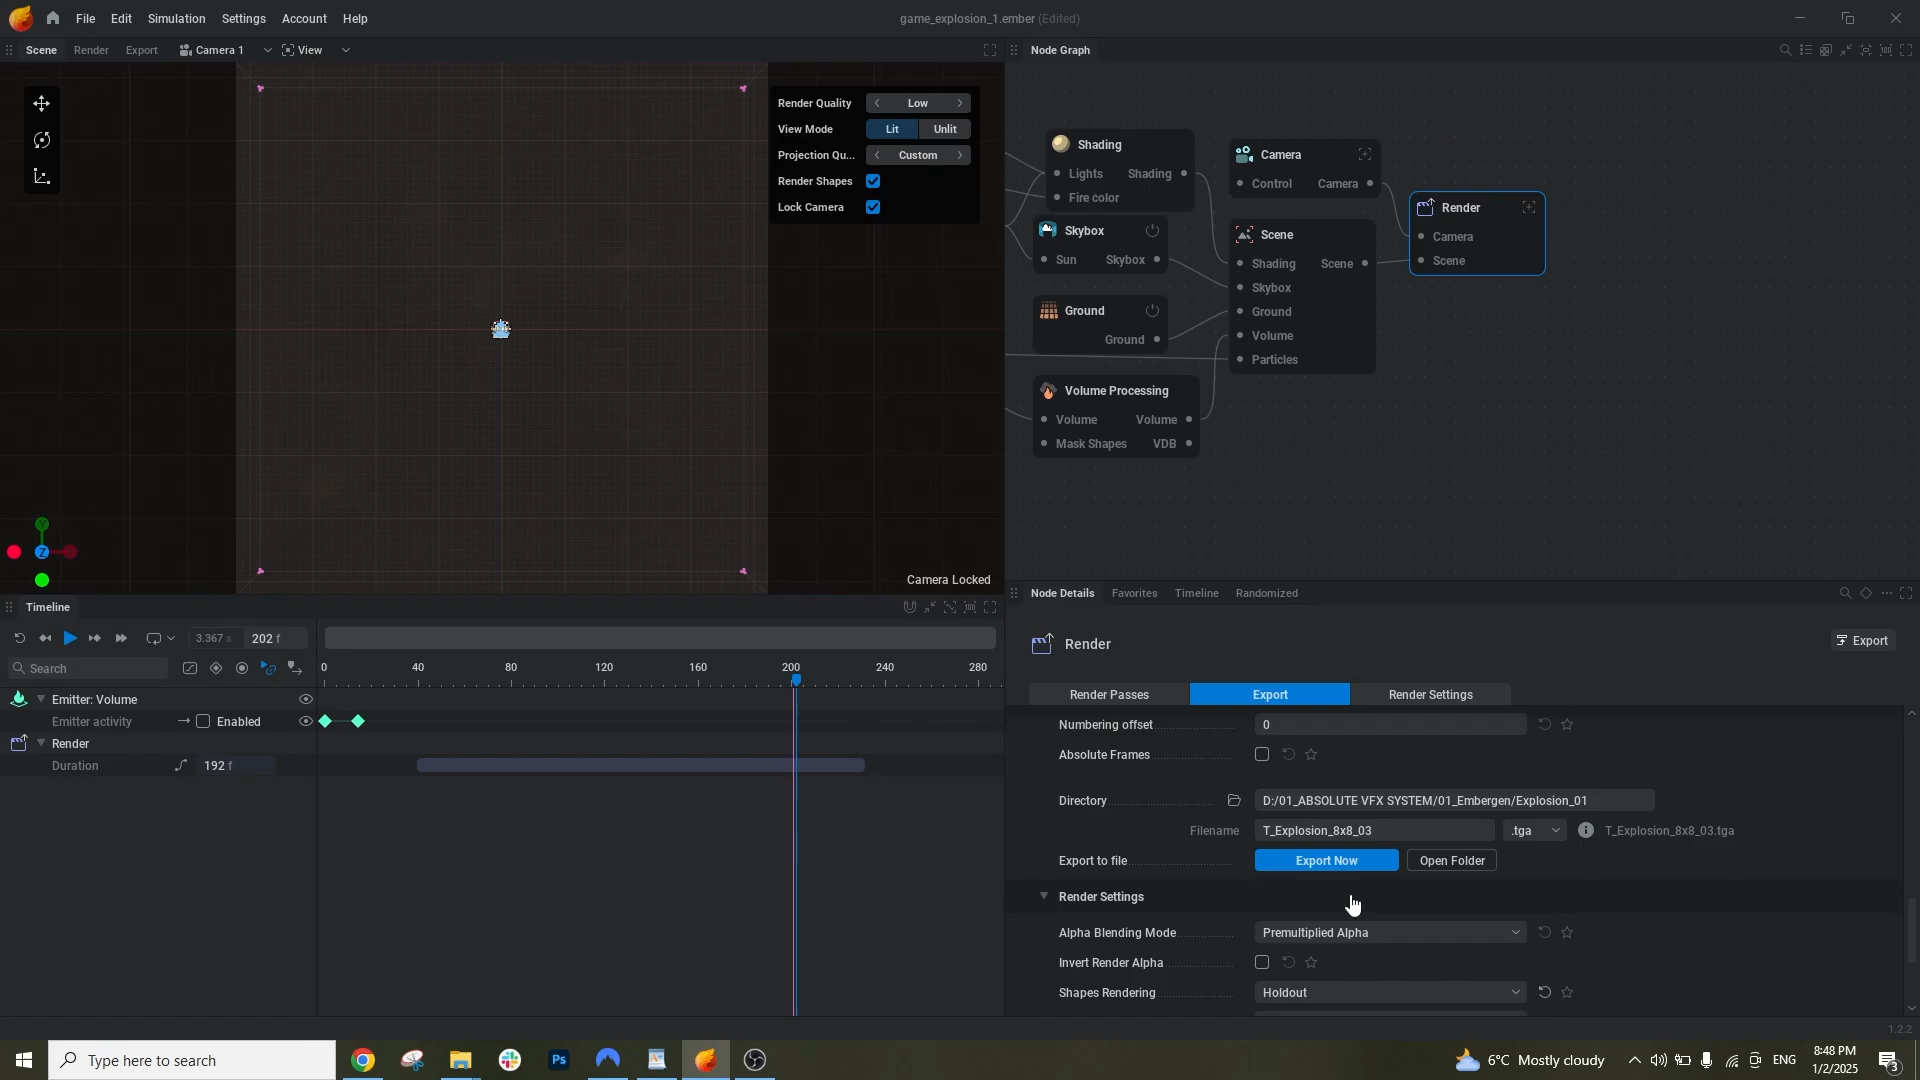 File Edit Simulation Settings Account Help
game_explosion_1.ember (Edited)
Scene Render Export Camera 1 View
Render Quality Low
View Mode Lit Unlit
Projection Qu... Custom
Render Shapes
Lock Camera
Y
Z
Camera Locked
Node Graph
Shading
Lights Shading
Fire color
Skybox
Sun Skybox
Ground
Ground
Volume Processing
Volume Volume
Mask Shapes VDB
Camera
Control Camera
Scene
Shading Scene
Skybox
Ground
Volume
Particles
Render
Camera
Scene
Timeline
3.367 s 202 f
Search
0 40 80 120 160 200 240 280
Emitter: Volume
Emitter activity Enabled
Render
Duration 192 f
Node Details Favorites Timeline Randomized
Render
Export
Render Passes Export Render Settings
Numbering offset 0
Absolute Frames
Directory D:/01_ABSOLUTE VFX SYSTEM/01_Embergen/Explosion_01
Filename T_Explosion_8x8_03 .tga T_Explosion_8x8_03.tga
Export to file Export Now Open Folder
Render Settings
Alpha Blending Mode Premultiplied Alpha
Invert Render Alpha
Shapes Rendering Holdout
1.2.2
Type here to search
Ps
6°C Mostly cloudy
ENG
8:48 PM
1/2/2025
3